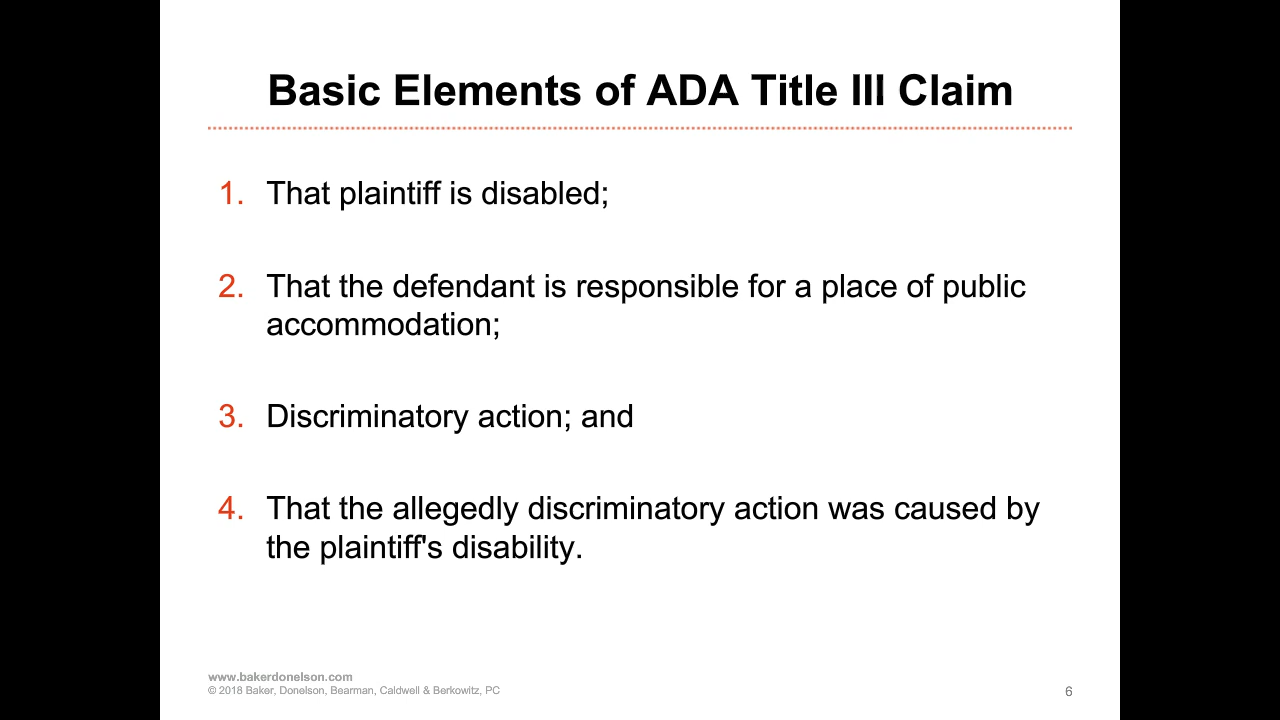 Basic Elements of ADA Title III Claim
1. That plaintiff is disabled;
2. That the defendant is responsible for a place of public
accommodation;
3. Discriminatory action; and
4. That the allegedly discriminatory action was caused by
the plaintiff's disability.
www.bakerdonelson.com
© 2018 Baker, Donelson, Bearman, Caldwell & Berkowitz, PC
6